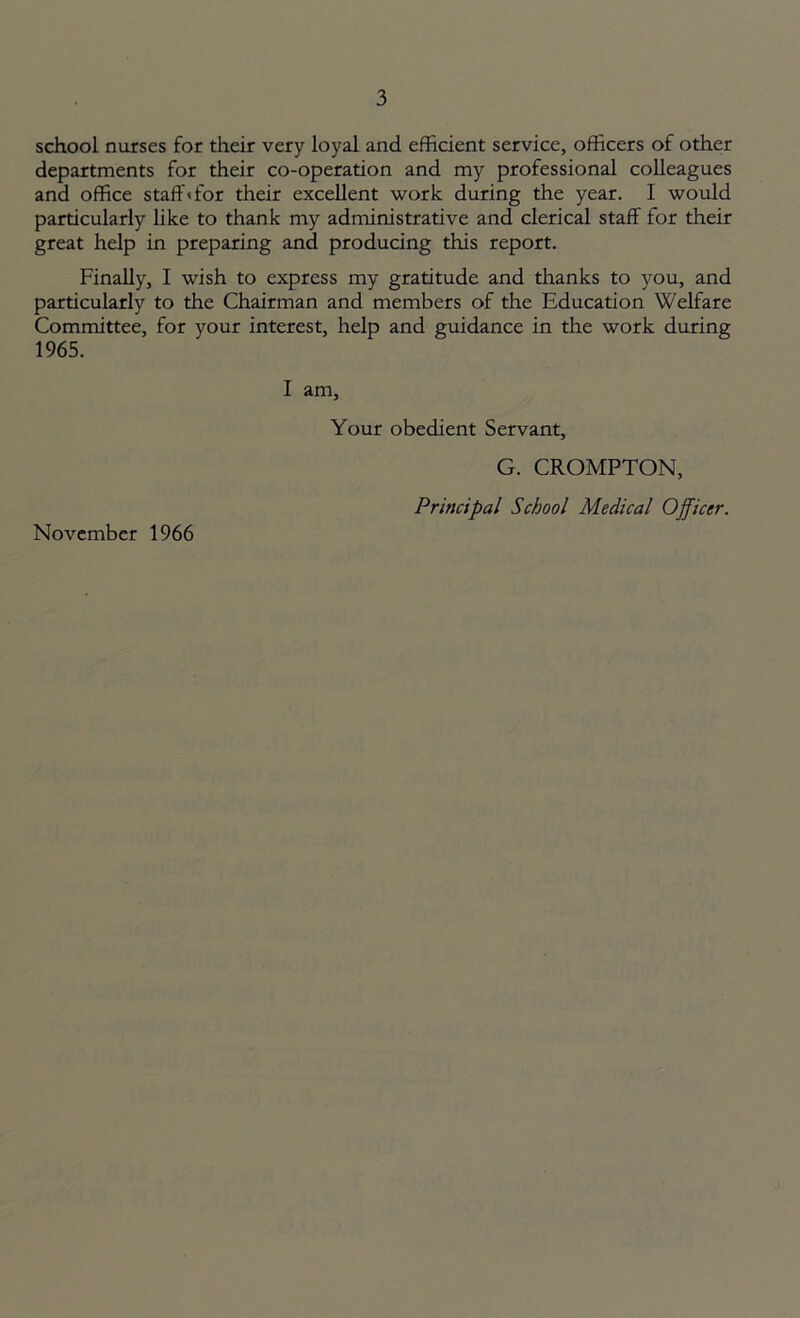 3
school nurses for their very loyal and efficient service, officers of other
departments for their co-operation and my professional colleagues
and office staff for their excellent work during the year. I would
particularly like to thank my administrative and clerical staff for their
great help in preparing and producing this report.
Finally, I wish to express my gratitude and thanks to you, and
particularly to the Chairman and members of the Education Welfare
Committee, for your interest, help and guidance in the work during
1965.
I am,
Your obedient Servant,
G. CROMPTON,
Principal School Medical Officer.
November 1966